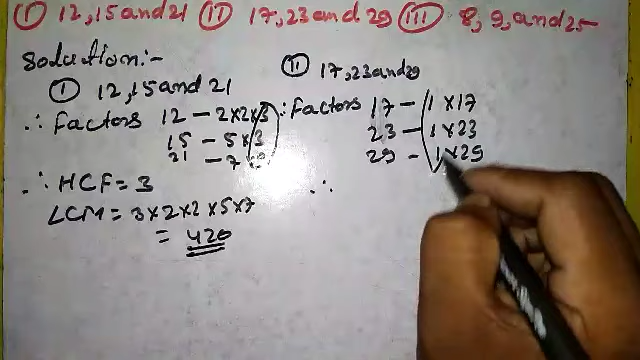 (I) 12, 15 and 21 (II) 17, 23 and 29 (III) 8, 9, and 25
Solution:-
(I) 12, 15 and 21
∴ Factors 12 - 2×2×3
15 - 5×3
21 - 7
∴ HCF = 3
LCM = 3×2×2×5×7
= 420
(II) 17, 23 and 29
∴ Factors 17 - 1×17
23 - 1×23
29 - 1×29
∴